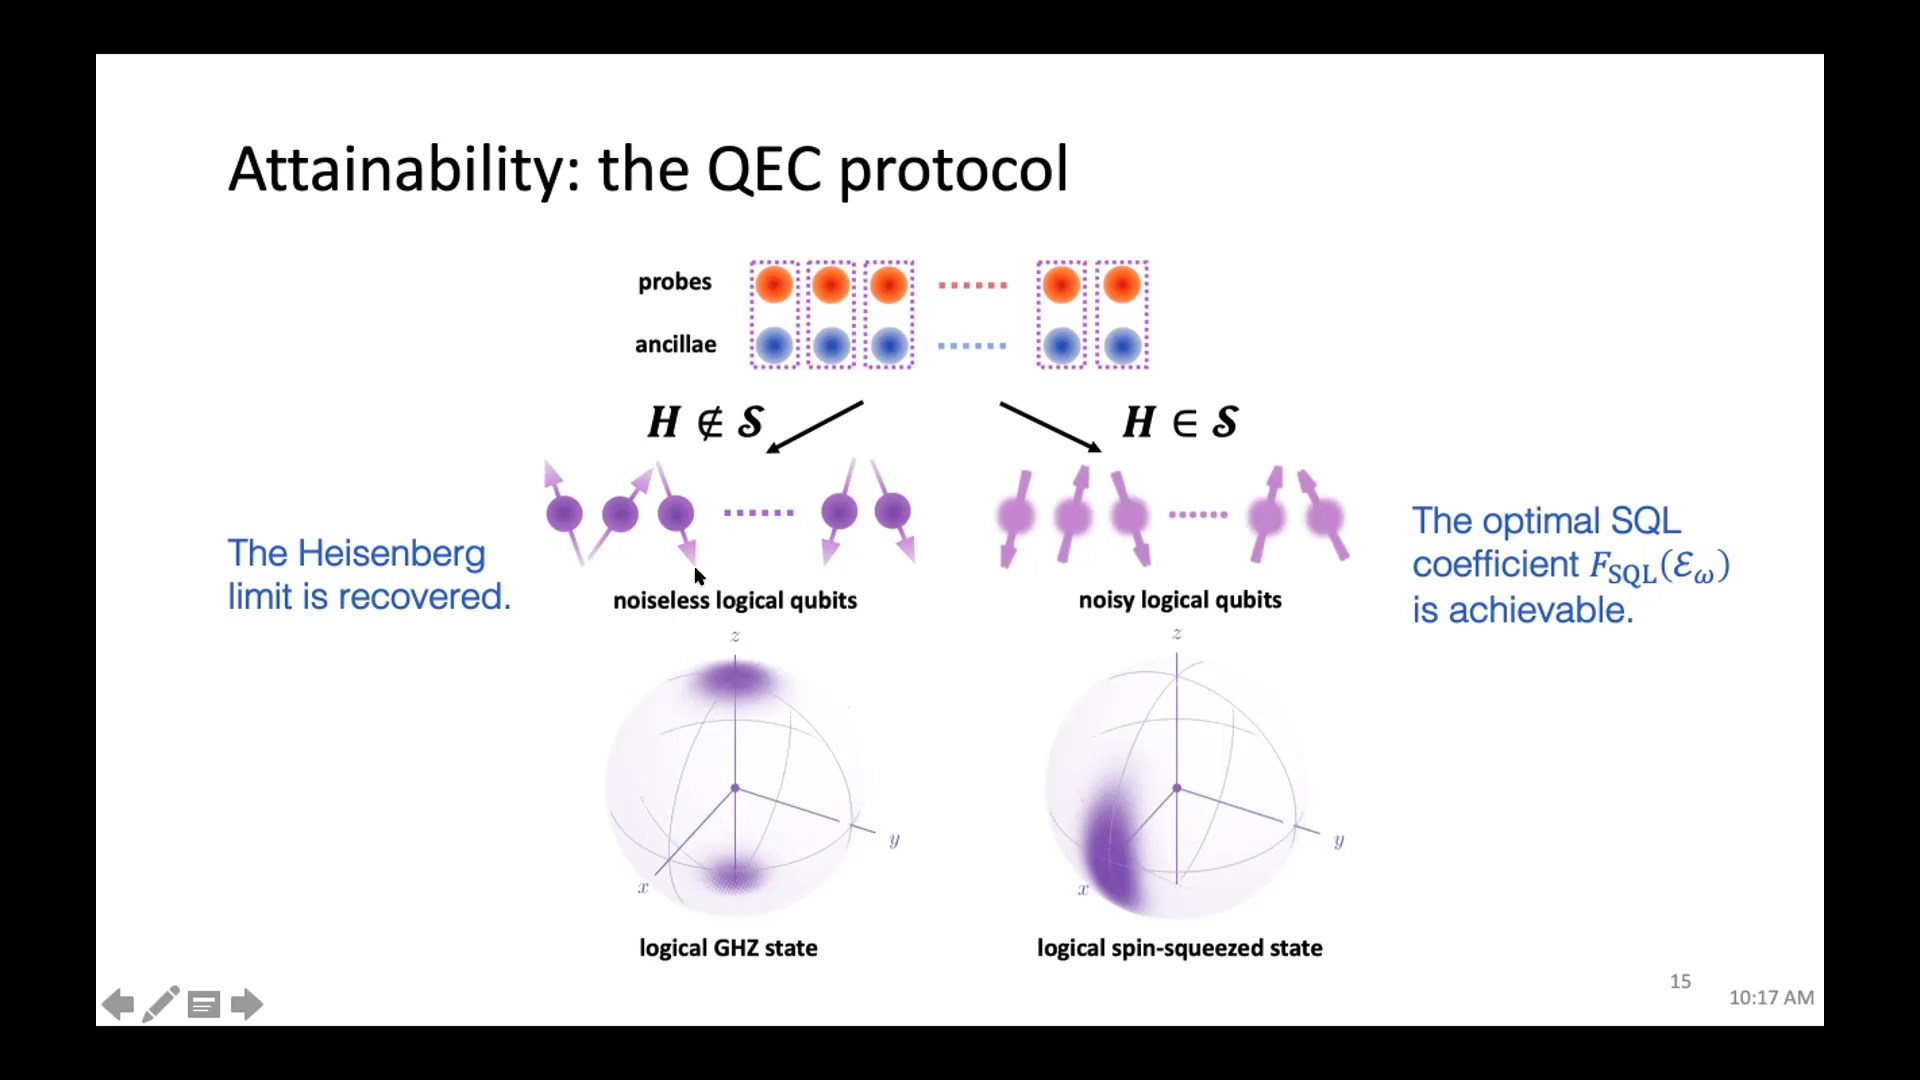 Attainability: the QEC protocol
probes
ancillae
H ∉ S
H ∈ S
The Heisenberg
limit is recovered.
The optimal SQL
coefficient F_SQL(ℰ_ω)
is achievable.
noiseless logical qubits
noisy logical qubits
z
y
x
z
y
x
logical GHZ state
logical spin-squeezed state
15
10:17 AM